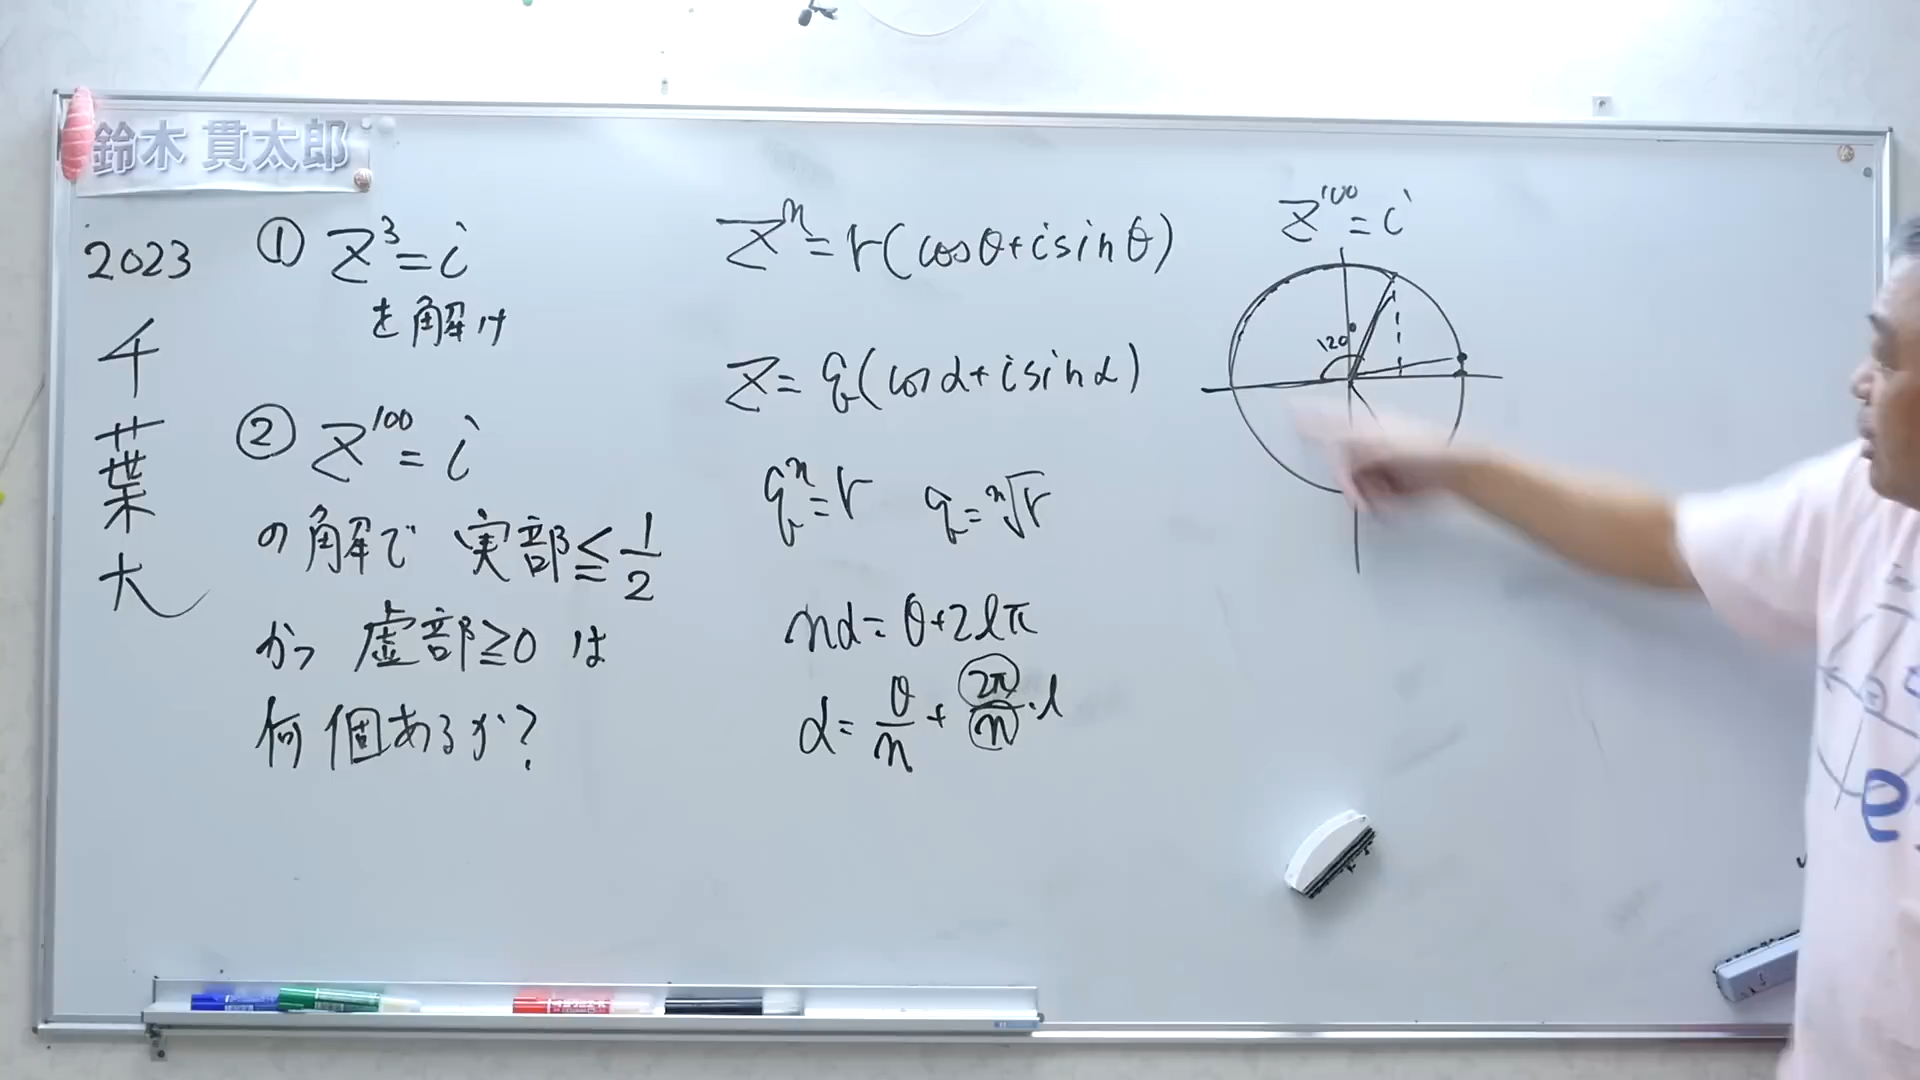 鈴木 貫太郎
2023
千葉大
① Z³=i
を解け
② Z¹⁰⁰=i
の解で 実部≦1/2
かつ 虚部≧0 は
何個あるか?
Zⁿ=r(cosθ+isinθ)
Z=q(cosα+isinα)
qⁿ=r q=ⁿ√r
nα=θ+2lπ
α=θ/n+2π/n・l
Z¹⁰⁰=i
120
e